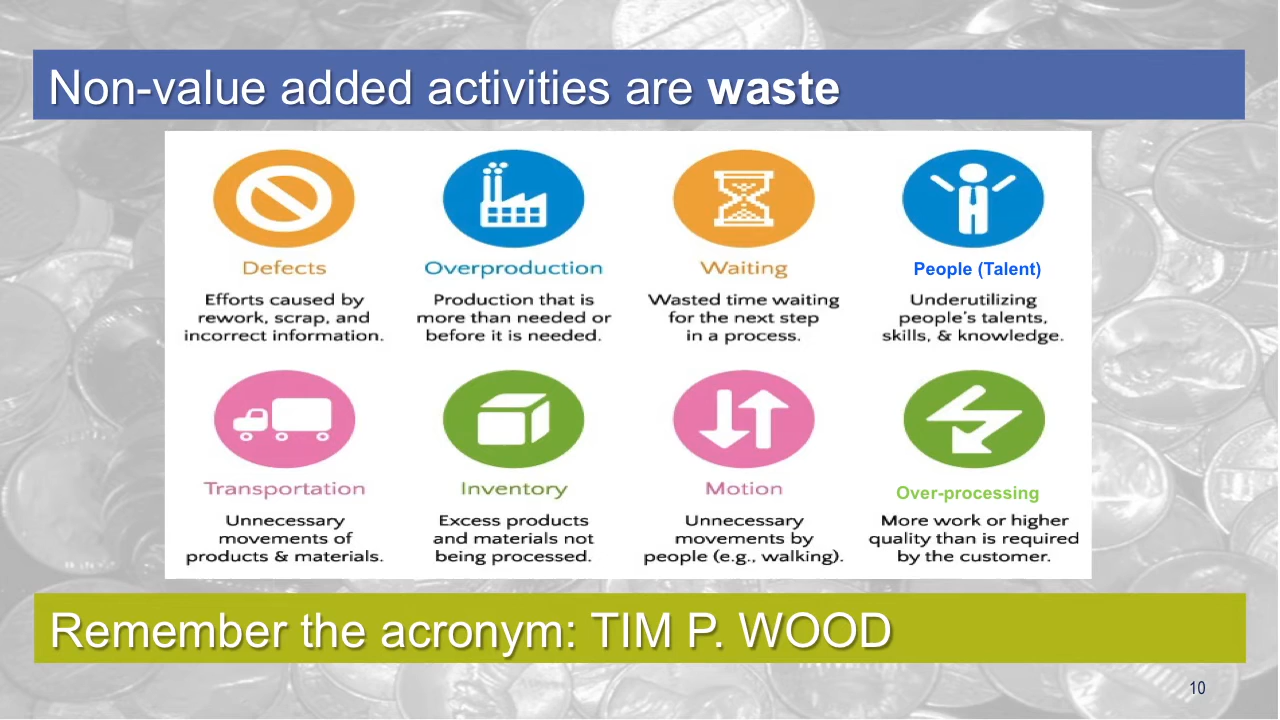 Non-value added activities are waste
Defects
Efforts caused by
rework, scrap, and
incorrect information.
Overproduction
Production that is
more than needed or
before it is needed.
Waiting
Wasted time waiting
for the next step
in a process.
People (Talent)
Underutilizing
people's talents,
skills, & knowledge.
Transportation
Unnecessary
movements of
products & materials.
Inventory
Excess products
and materials not
being processed.
Motion
Unnecessary
movements by
people (e.g., walking).
Over-processing
More work or higher
quality than is required
by the customer.
Remember the acronym: TIM P. WOOD
10